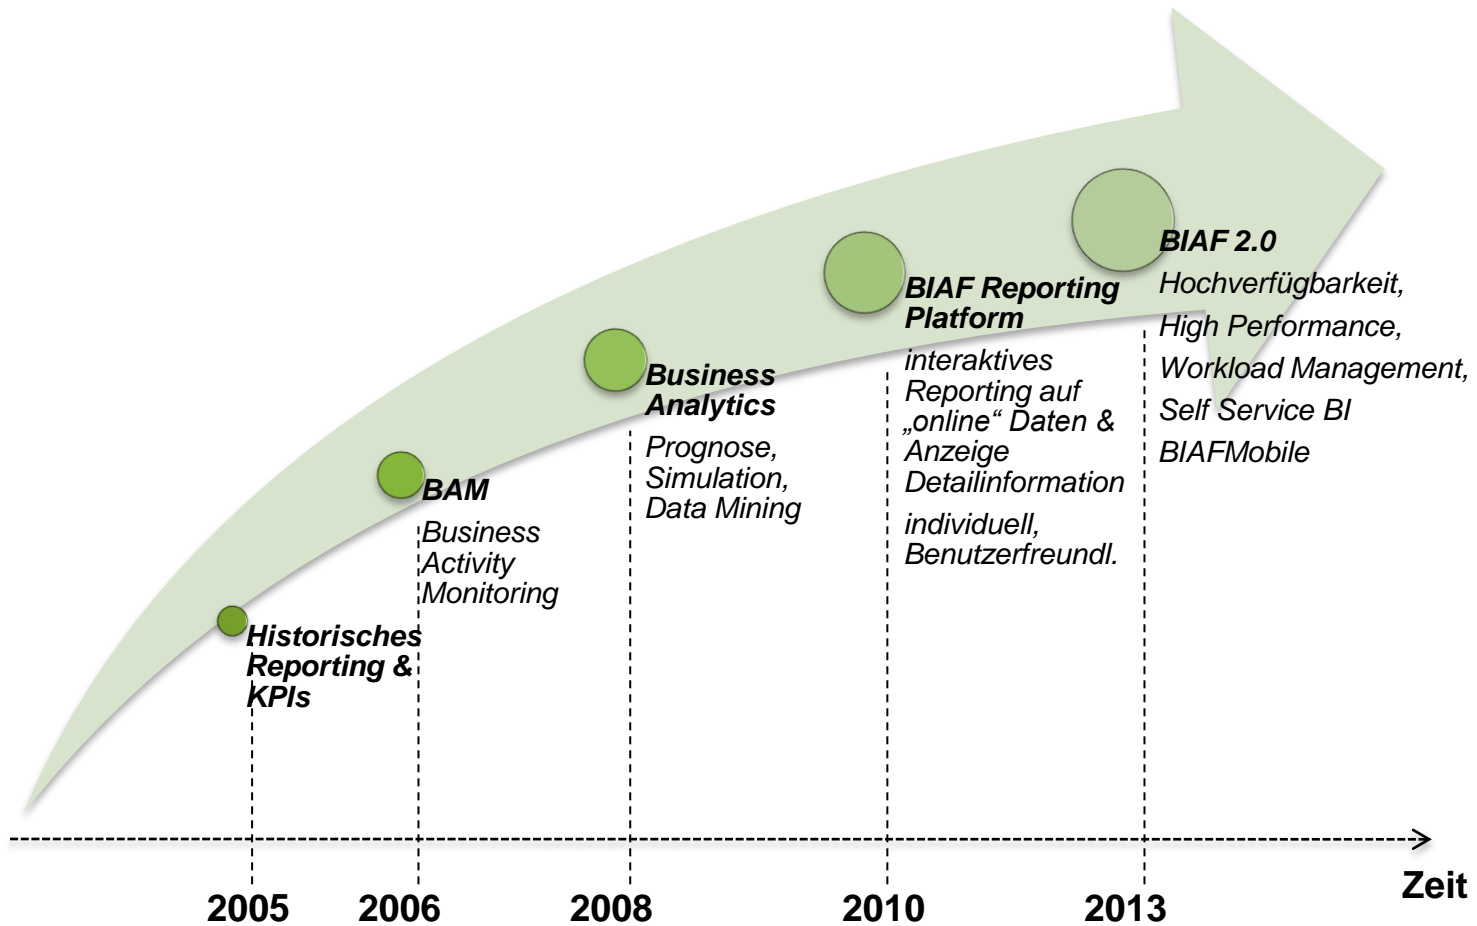 BIAF 2.0
Hochverfügbarkeit,
High Performance,
Workload Management,
Self Service BI
BIAFMobile
BIAF Reporting
Platform
interaktives
Reporting auf
„online“ Daten &
Anzeige
Detailinformation
individuell,
Benutzerfreundl.
Business
Analytics
Prognose,
Simulation,
Data Mining
BAM
Business
Activity
Monitoring
Historisches
Reporting &
KPIs
Zeit
2005
2006
2008
2010
2013